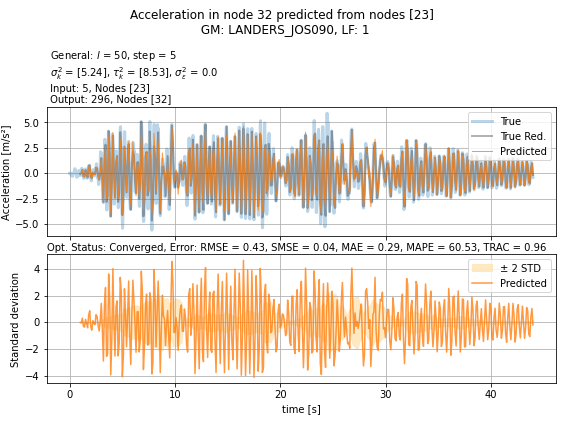 Acceleration in node 32 predicted from nodes [23]
GM: LANDERS_JOS090, LF: 1
General: l = 50, step = 5
σ²ₖ = [5.24], τ²ₖ = [8.53], σ²ₑ = 0.0
Input: 5, Nodes [23]
Output: 296, Nodes [32]
Acceleration [m/s²]
5.0
2.5
0.0
−2.5
−5.0
True
True Red.
Predicted
Opt. Status: Converged, Error: RMSE = 0.43, SMSE = 0.04, MAE = 0.29, MAPE = 60.53, TRAC = 0.96
Standard deviation
4
2
0
−2
−4
± 2 STD
Predicted
0 10 20 30 40
time [s]